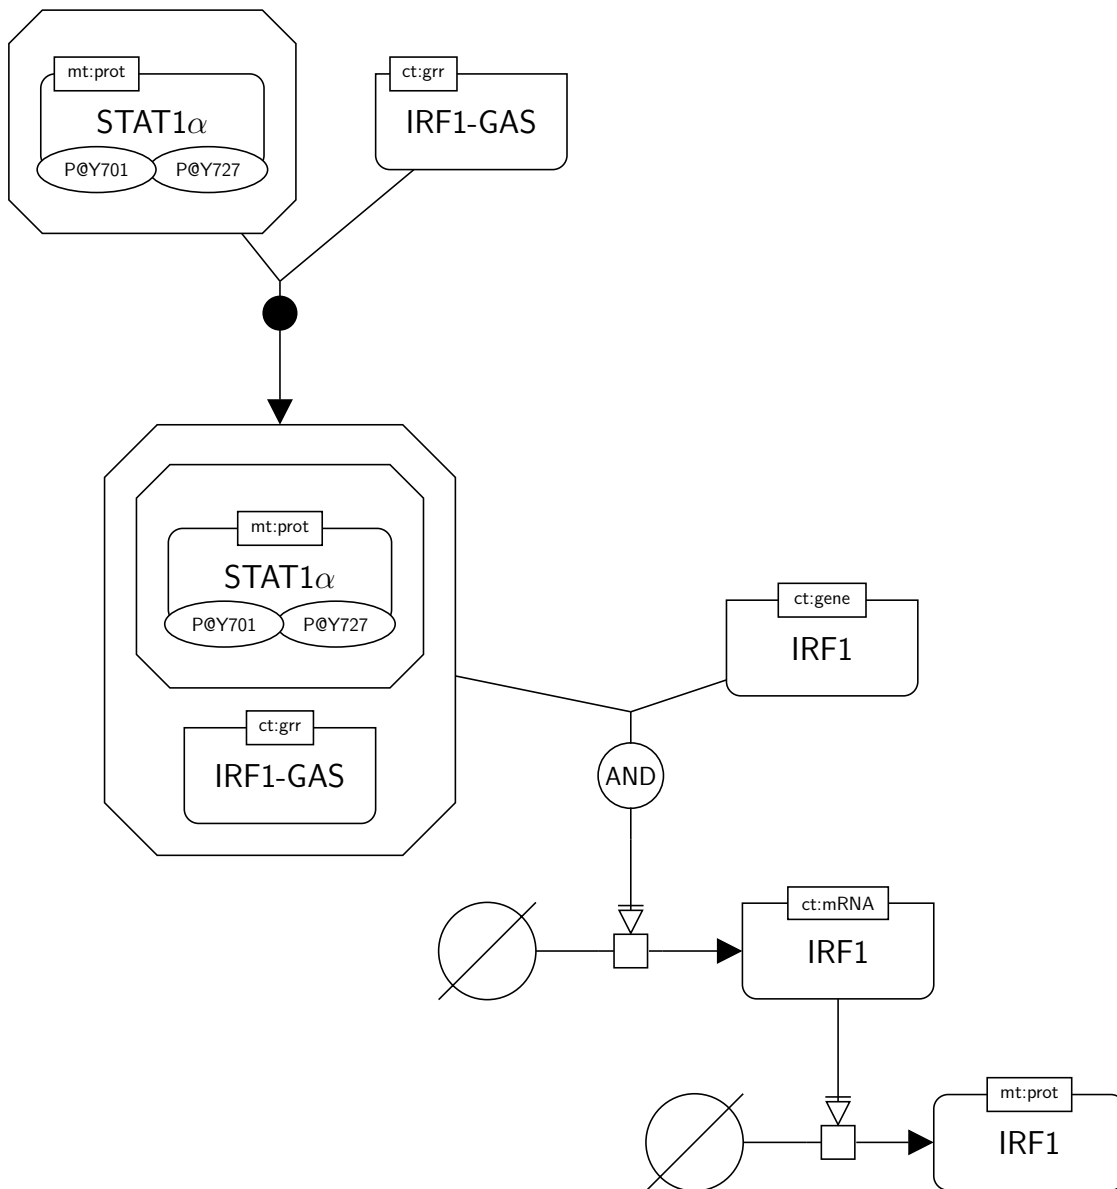 mt:prot
STAT1α
P@Y701
P@Y727
ct:grr
IRF1-GAS
mt:prot
STAT1α
P@Y701
P@Y727
ct:grr
IRF1-GAS
ct:gene
IRF1
AND
ct:mRNA
IRF1
mt:prot
IRF1